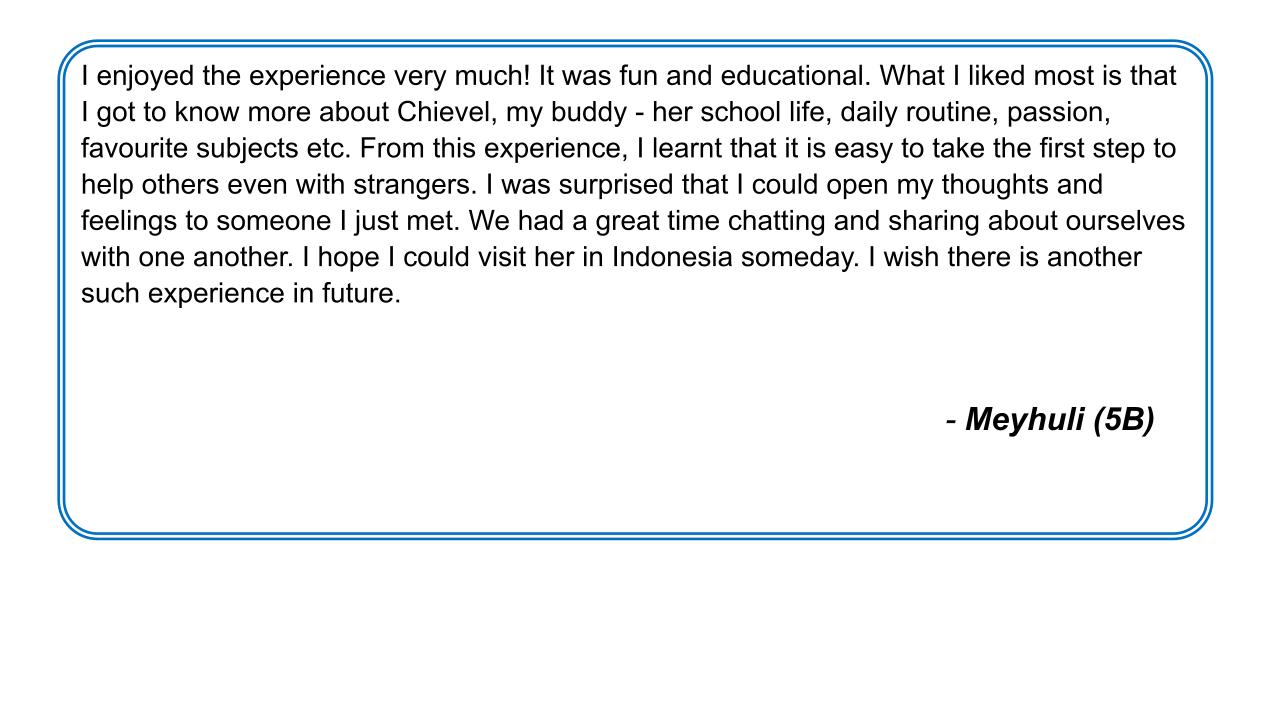 I enjoyed the experience very much! It was fun and educational. What I liked most is that
I got to know more about Chievel, my buddy - her school life, daily routine, passion,
favourite subjects etc. From this experience, I learnt that it is easy to take the first step to
help others even with strangers. I was surprised that I could open my thoughts and
feelings to someone I just met. We had a great time chatting and sharing about ourselves
with one another. I hope I could visit her in Indonesia someday. I wish there is another
such experience in future.
- Meyhuli (5B)